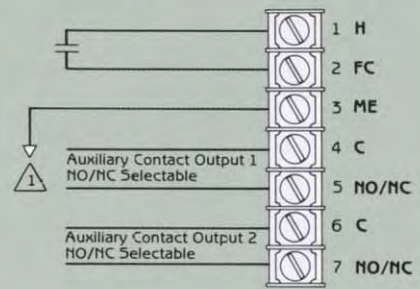 1 H
2 FC
3 ME
1
Auxiliary Contact Output 1
NO/NC Selectable
4 C
5 NO/NC
Auxiliary Contact Output 2
NO/NC Selectable
6 C
7 NO/NC